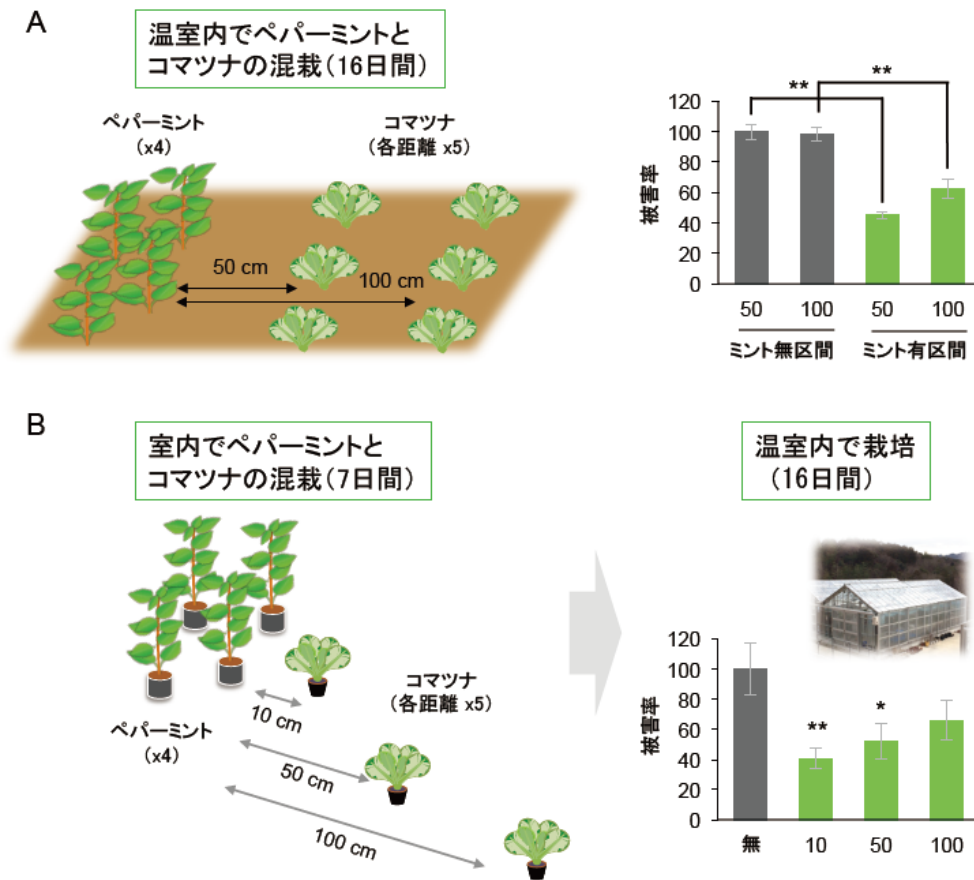 A
温室内でペパーミントと
コマツナの混栽(16日間)
ペパーミント
(x4)
コマツナ
(各距離 x5)
50 cm
100 cm
**
**
被害率
120
100
80
60
40
20
0
50
100
50
100
ミント無区間
ミント有区間
B
室内でペパーミントと
コマツナの混栽(7日間)
温室内で栽培
(16日間)
コマツナ
(各距離 x5)
10 cm
ペパーミント
(x4)
50 cm
100 cm
被害率
120
100
80
60
40
20
0
**
*
無
10
50
100